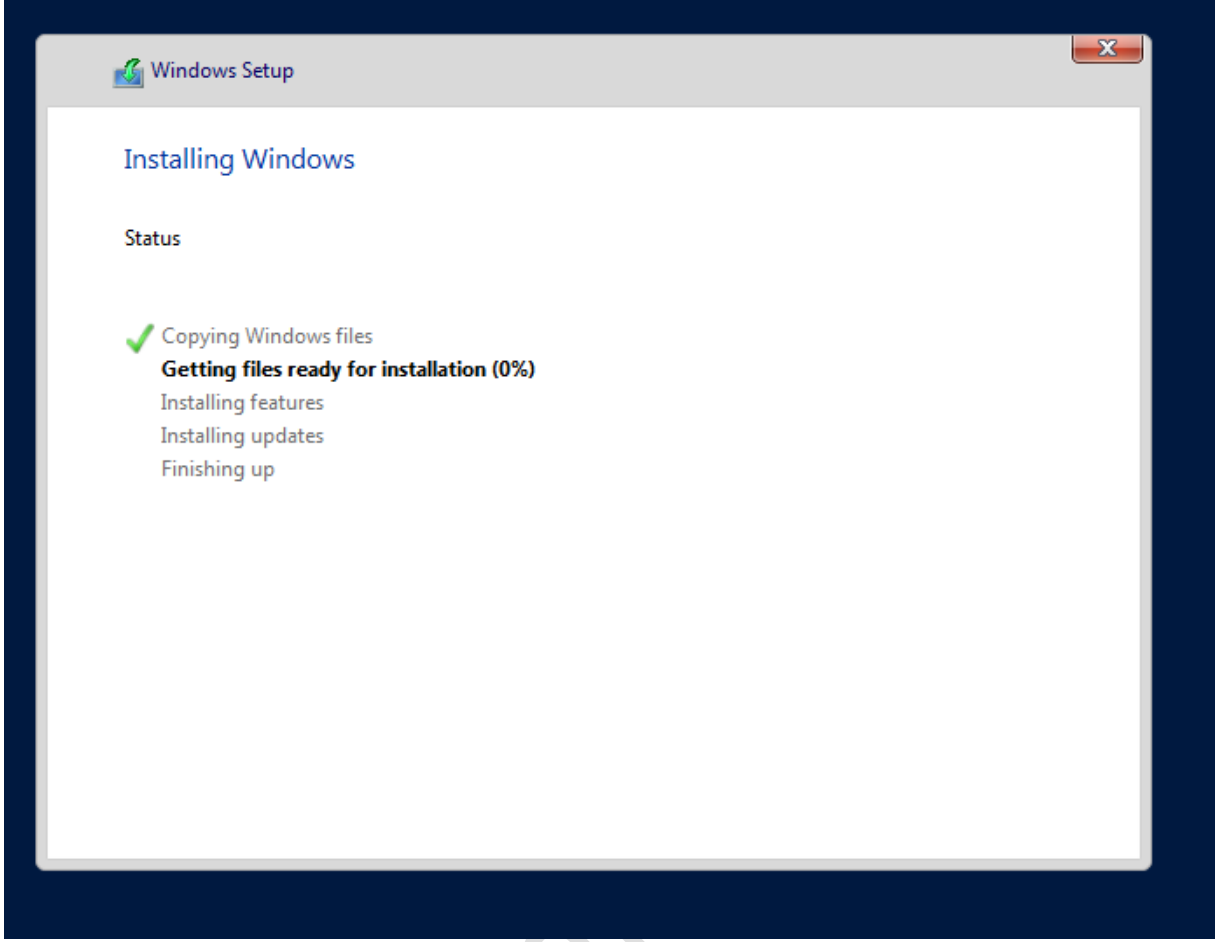 Windows Setup
Installing Windows
Status
Copying Windows files
Getting files ready for installation (0%)
Installing features
Installing updates
Finishing up